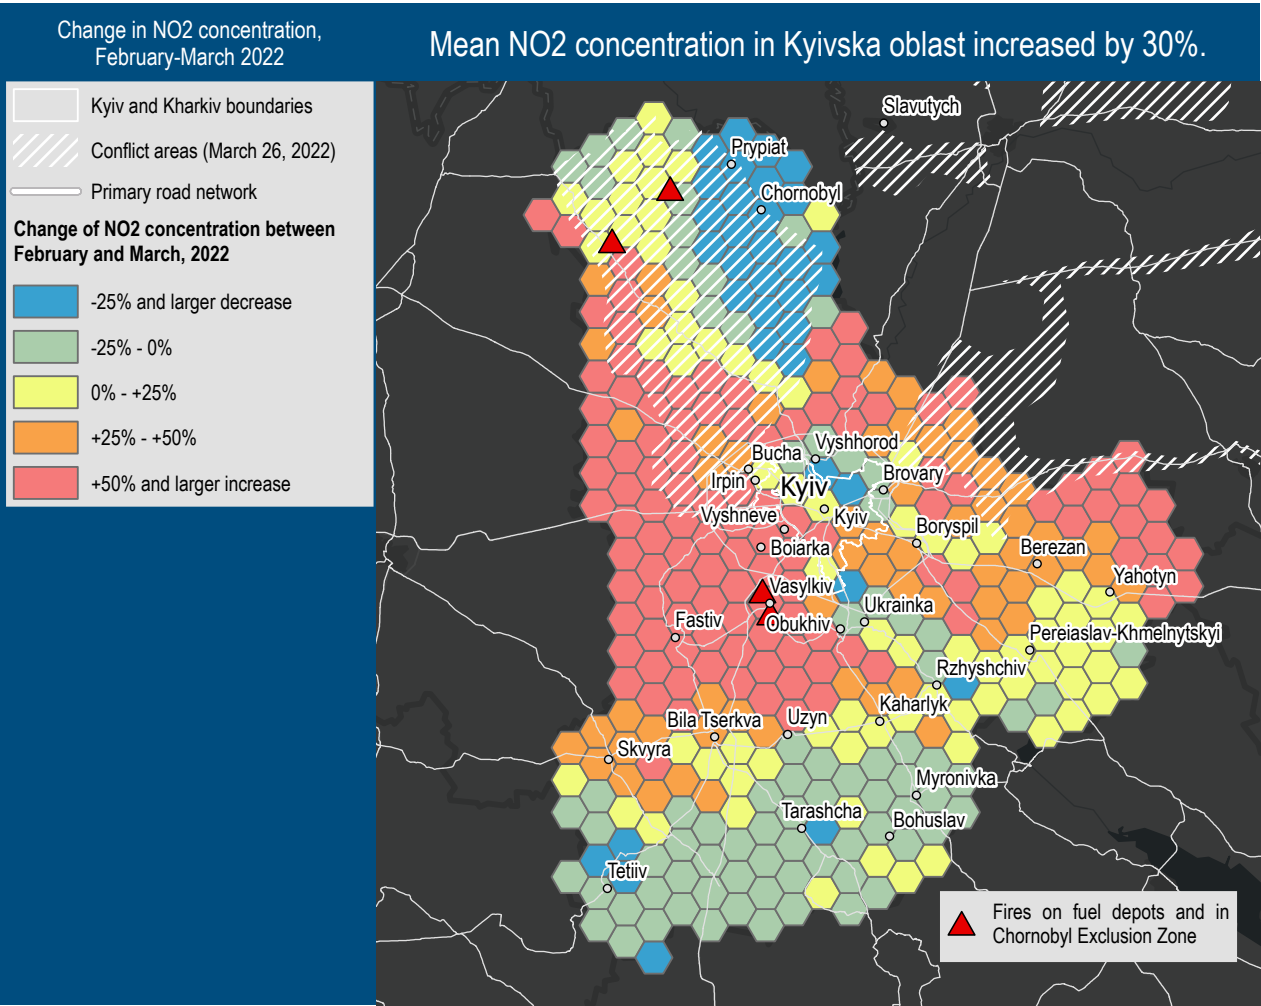 Change in NO2 concentration,
February-March 2022
Mean NO2 concentration in Kyivska oblast increased by 30%.
Kyiv and Kharkiv boundaries
Conflict areas (March 26, 2022)
Primary road network
Change of NO2 concentration between
February and March, 2022
-25% and larger decrease
-25% - 0%
0% - +25%
+25% - +50%
+50% and larger increase
Slavutych
Prypiat
Chornobyl
Vyshhorod
Bucha
Irpin
Kyiv
Brovary
Vyshneve
Kyiv
Boryspil
Boiarka
Berezan
Vasylkiv
Yahotyn
Ukrainka
Fastiv
Obukhiv
Pereiaslav-Khmelnytskyi
Rzhyshchiv
Kaharlyk
Bila Tserkva
Uzyn
Skvyra
Myronivka
Tarashcha
Bohuslav
Tetiiv
Fires on fuel depots and in
Chornobyl Exclusion Zone